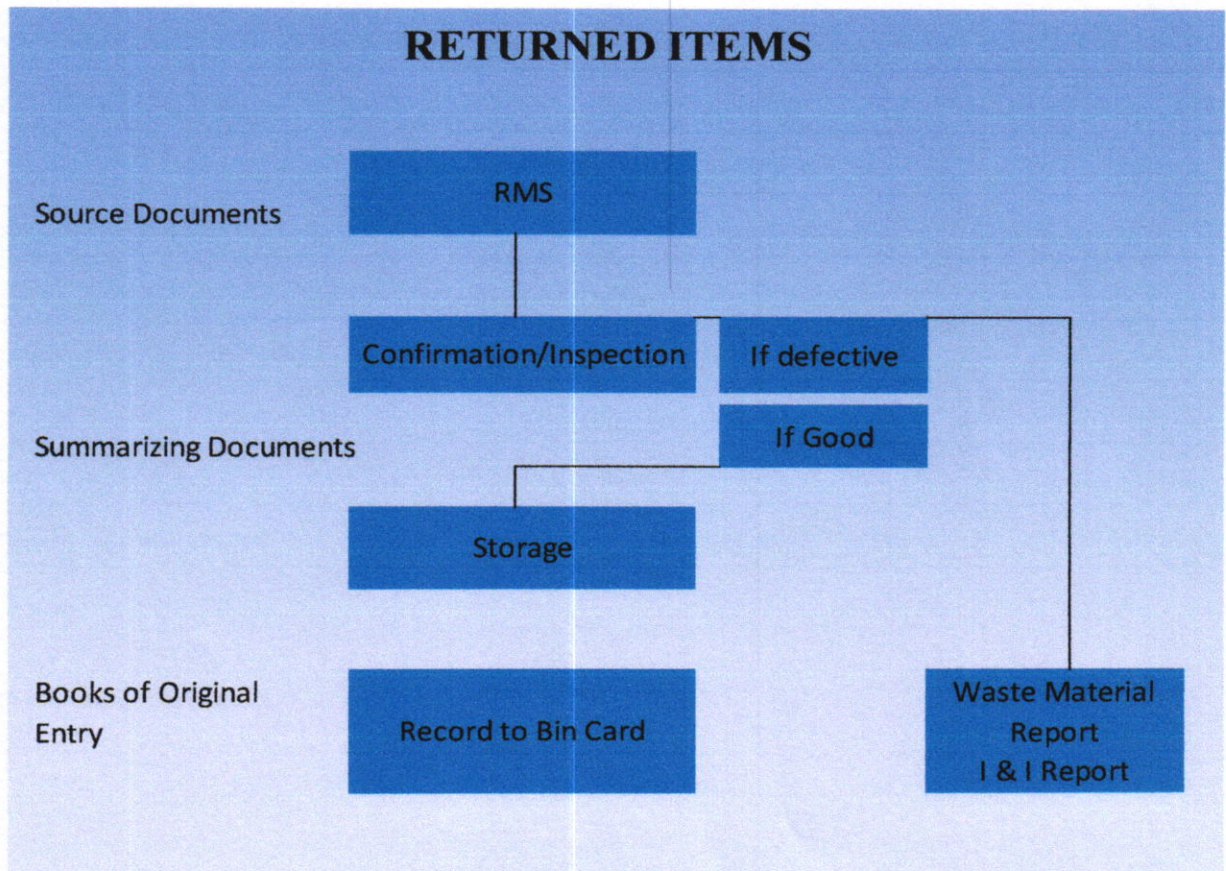 RETURNED ITEMS
RMS
Source Documents
Confirmation/Inspection
If defective
If Good
Summarizing Documents
Storage
Books of Original
Entry
Record to Bin Card
Waste Material
Report
I & I Report